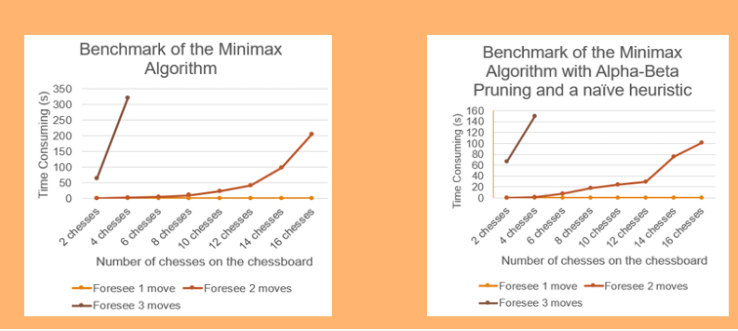 Benchmark of the Minimax
Algorithm
Time Consuming (s)
350
300
250
200
150
100
50
0
2 chesses
4 chesses
6 chesses
8 chesses
10 chesses
12 chesses
14 chesses
16 chesses
Number of chesses on the chessboard
Foresee 1 move
Foresee 2 moves
Foresee 3 moves
Benchmark of the Minimax
Algorithm with Alpha-Beta
Pruning and a naïve heuristic
Time Consuming (s)
160
140
120
100
80
60
40
20
0
2 chesses
4 chesses
6 chesses
8 chesses
10 chesses
12 chesses
14 chesses
16 chesses
Number of chesses on the chessboard
Foresee 1 move
Foresee 2 moves
Foresee 3 moves